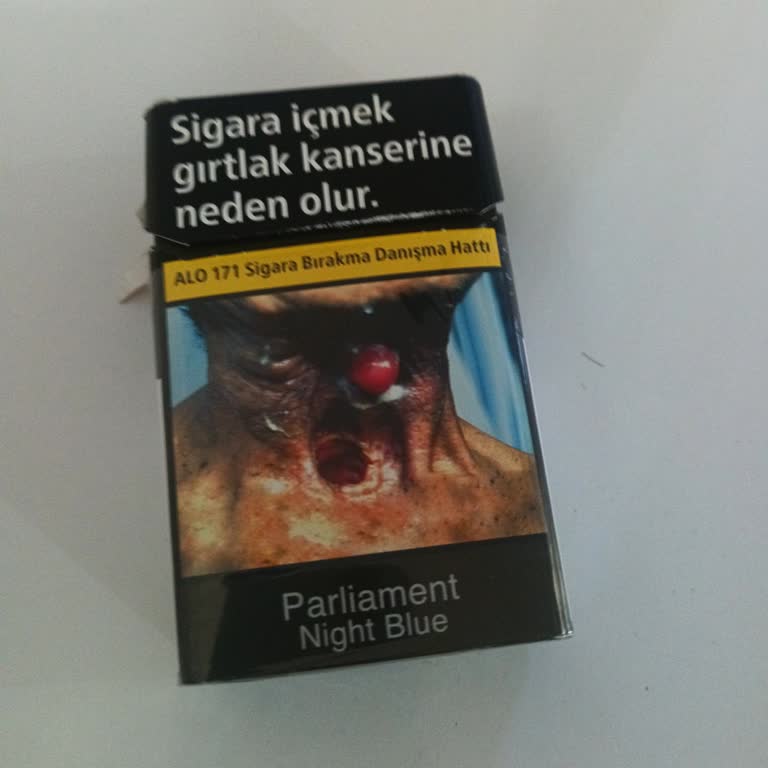 Sigara içmek
gırtlak kanserine
neden olur.
ALO 171 Sigara Bırakma Danışma Hattı
Parliament
Night Blue